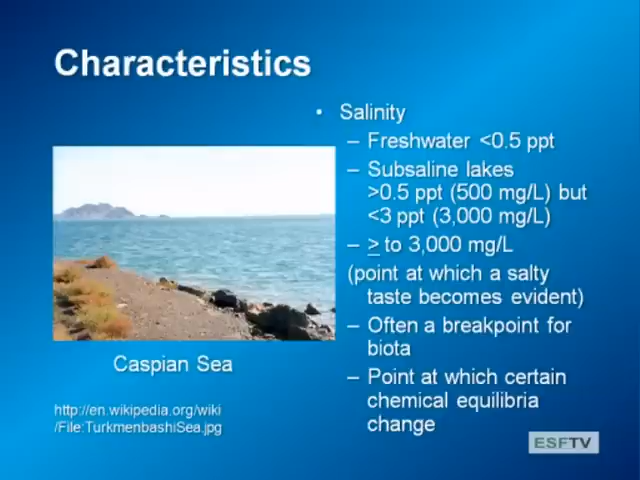 Characteristics
• Salinity
– Freshwater <0.5 ppt
– Subsaline lakes
>0.5 ppt (500 mg/L) but
<3 ppt (3,000 mg/L)
– > to 3,000 mg/L
(point at which a salty
taste becomes evident)
– Often a breakpoint for
biota
– Point at which certain
chemical equilibria
change
Caspian Sea
http://en.wikipedia.org/wiki
/File:TurkmenbashiSea.jpg
ESFTV